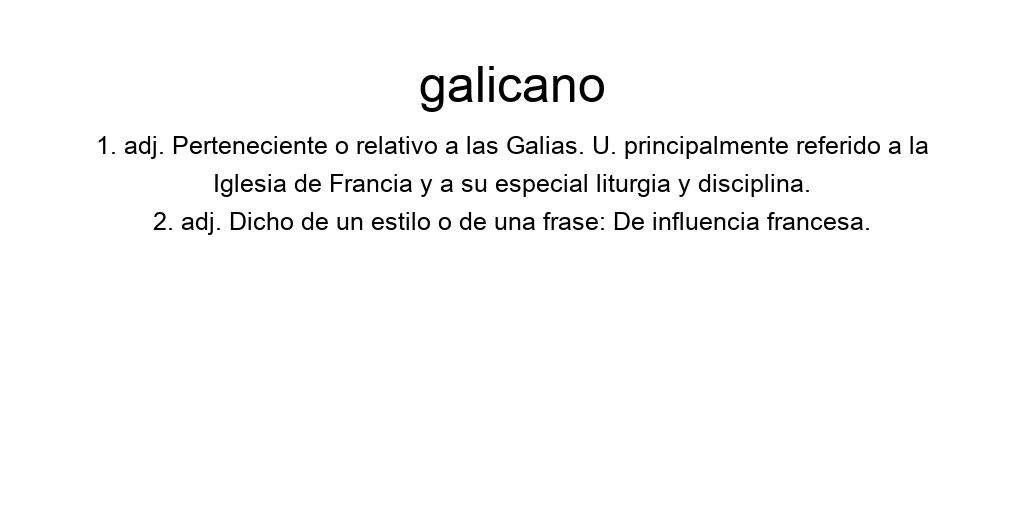 galicano
1. adj. Perteneciente o relativo a las Galias. U. principalmente referido a la
Iglesia de Francia y a su especial liturgia y disciplina.
2. adj. Dicho de un estilo o de una frase: De influencia francesa.